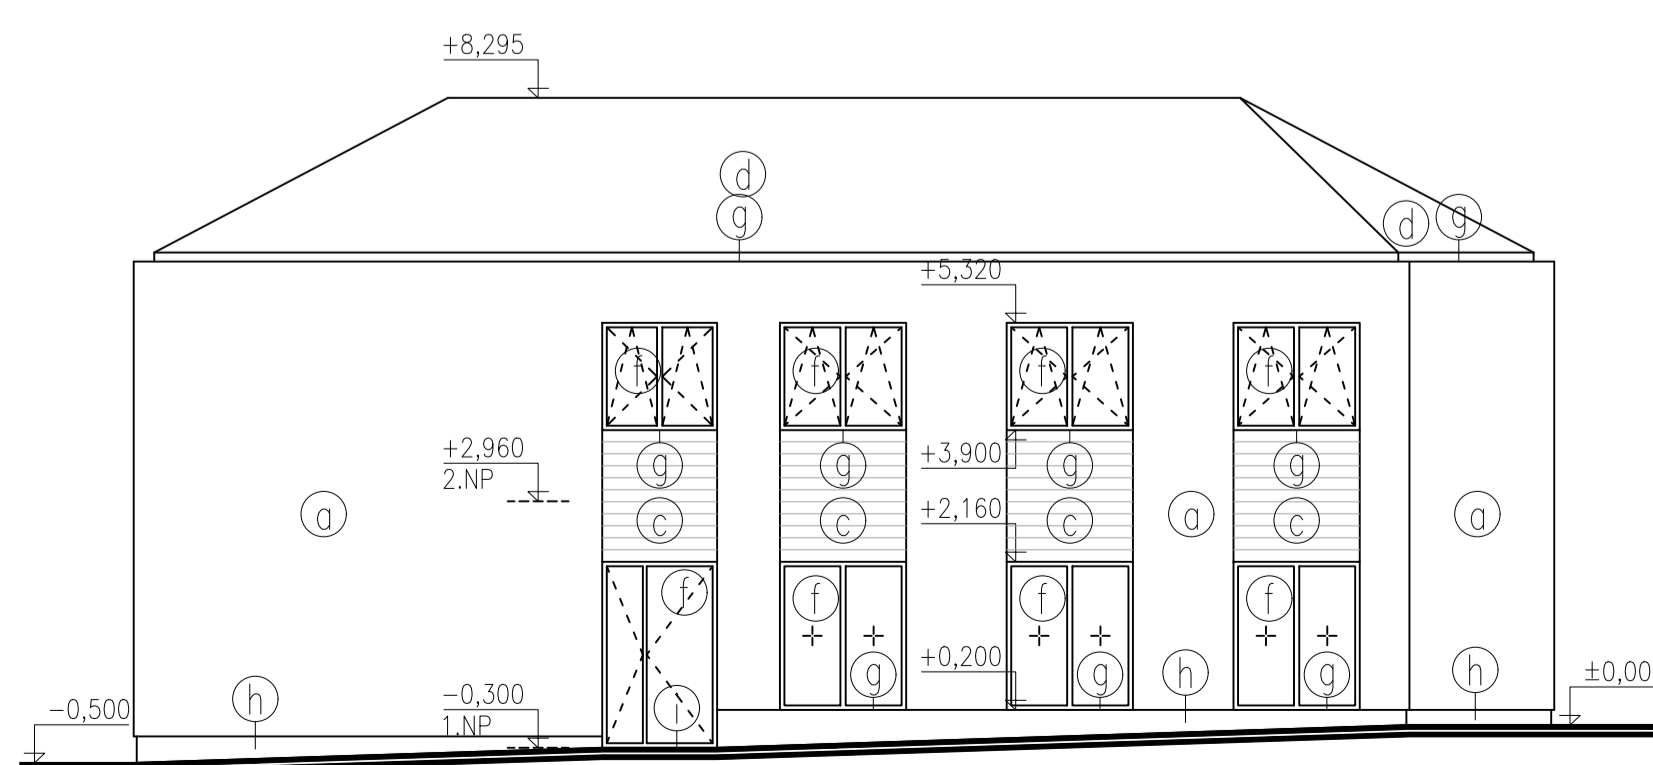 +8,295
d
g
d
g
+5,320
f
f
f
f
+2,960
2.NP
g
g
+3,900
g
g
a
c
c
+2,160
c
a
c
a
f
f
f
f
+0,200
g
g
g
h
h
h
±0,00
-0,500
-0,300
1.NP
i